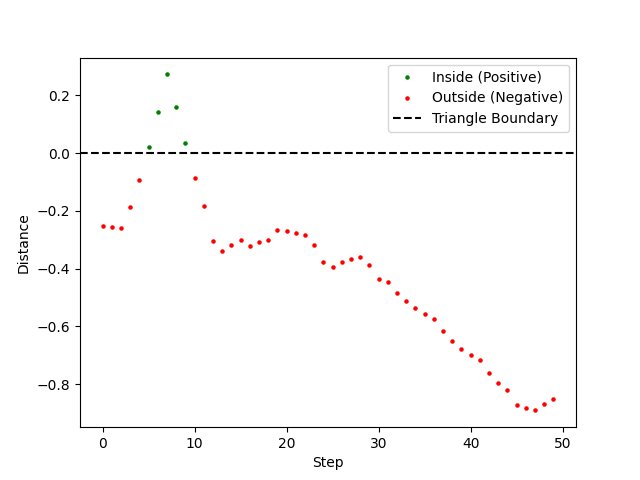 Inside (Positive)
Outside (Negative)
Triangle Boundary
0.2
0.0
−0.2
−0.4
−0.6
−0.8
Distance
0
10
20
30
40
50
Step